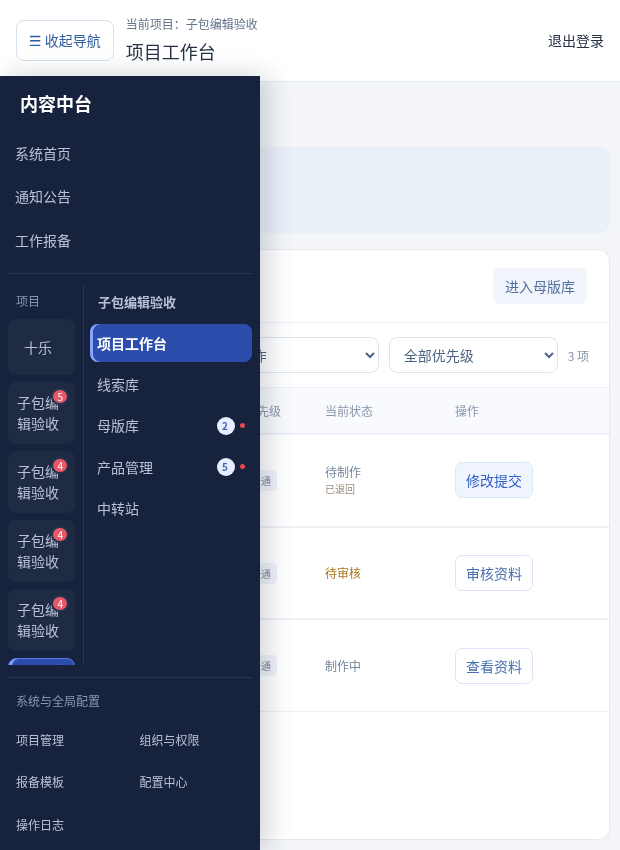 ☰ 收起导航
当前项目：子包编辑验收
项目工作台
退出登录
内容中台
系统首页
通知公告
工作报备
项目
十乐
子包编
辑验收
5
子包编
辑验收
4
子包编
辑验收
4
子包编
辑验收
4
子包编辑验收
项目工作台
线索库
母版库
2
产品管理
5
中转站
系统与全局配置
项目管理
组织与权限
报备模板
配置中心
操作日志
进入母版库
作
全部优先级
3 项
先级
当前状态
操作
通
待制作
已退回
修改提交
通
待审核
审核资料
通
制作中
查看资料